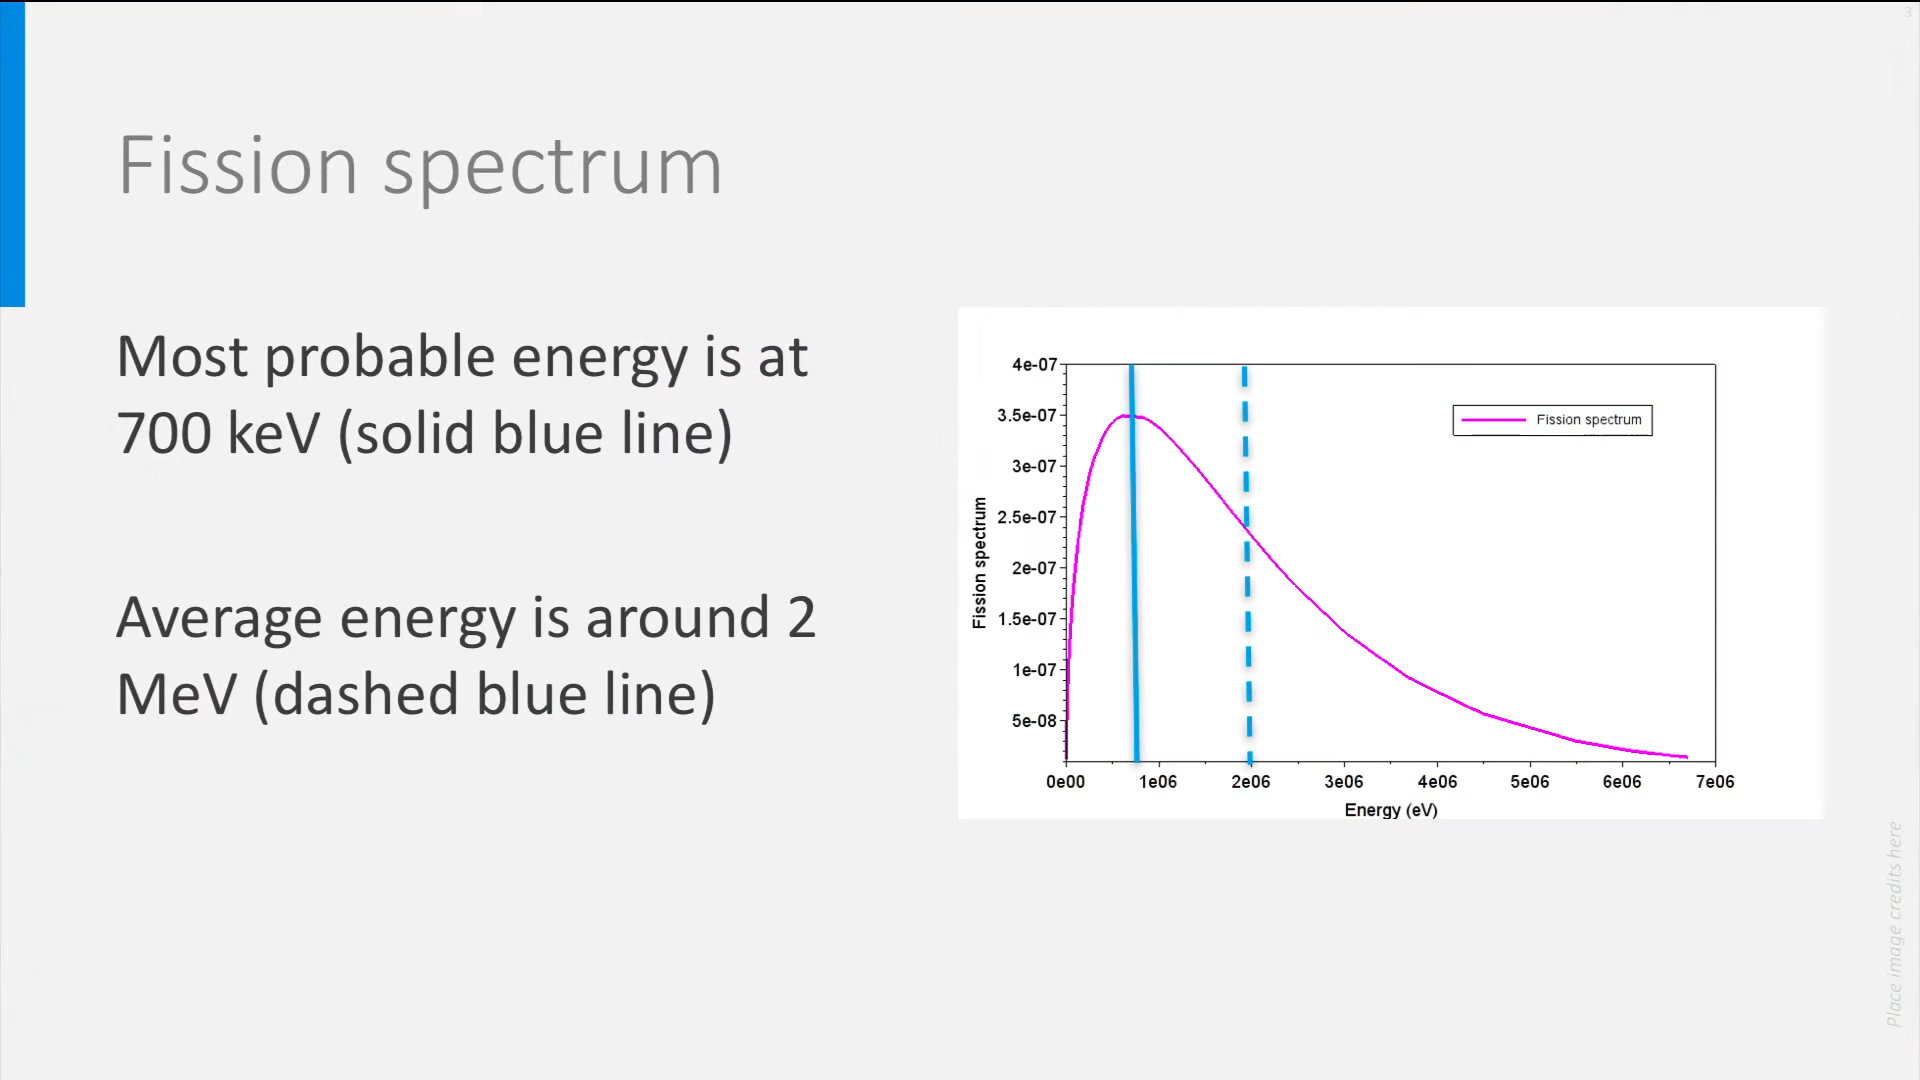 3
Fission spectrum
Most probable energy is at
700 keV (solid blue line)
Average energy is around 2
MeV (dashed blue line)
4e-07
3.5e-07
3e-07
2.5e-07
2e-07
1.5e-07
1e-07
5e-08
Fission spectrum
Fission spectrum
0e00 1e06 2e06 3e06 4e06 5e06 6e06 7e06
Energy (eV)
Place image credits here